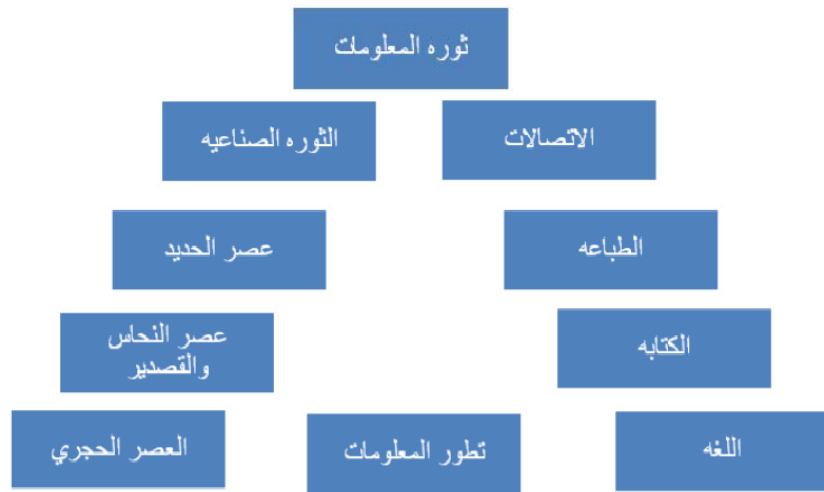 ثوره المعلومات
الاتصالات
الثوره الصناعيه
الطباعه
عصر الحديد
الكتابه
عصر النحاس
والقصدير
اللغه
تطور المعلومات
العصر الحجري